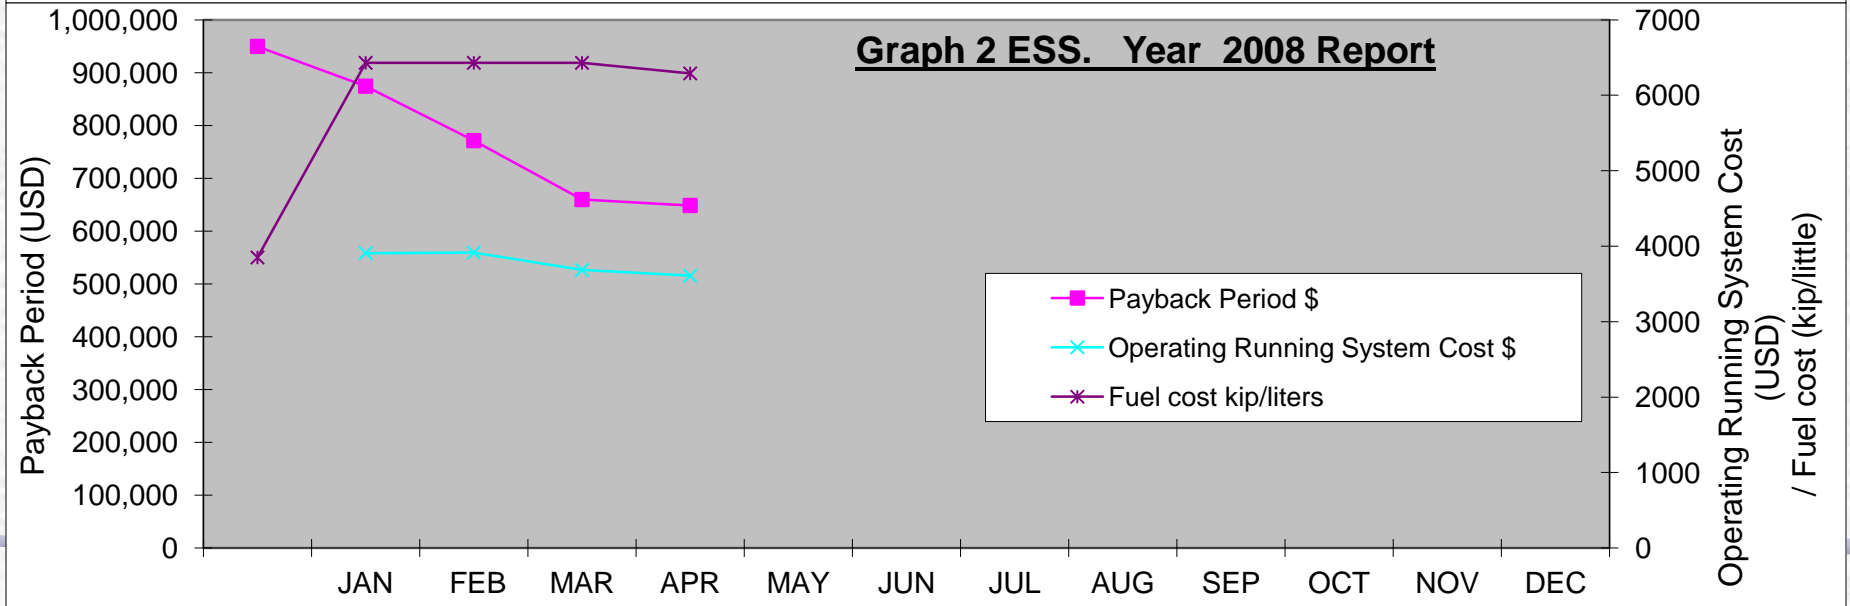 Graph 2 ESS.   Year  2008 Report
Payback Period (USD)
1,000,000
900,000
800,000
700,000
600,000
500,000
400,000
300,000
200,000
100,000
0
7000
6000
5000
4000
3000
2000
1000
0
Operating Running System Cost
(USD)
/ Fuel cost (kip/little)
Payback Period $
Operating Running System Cost $
Fuel cost kip/liters
JAN FEB MAR APR MAY JUN JUL AUG SEP OCT NOV DEC